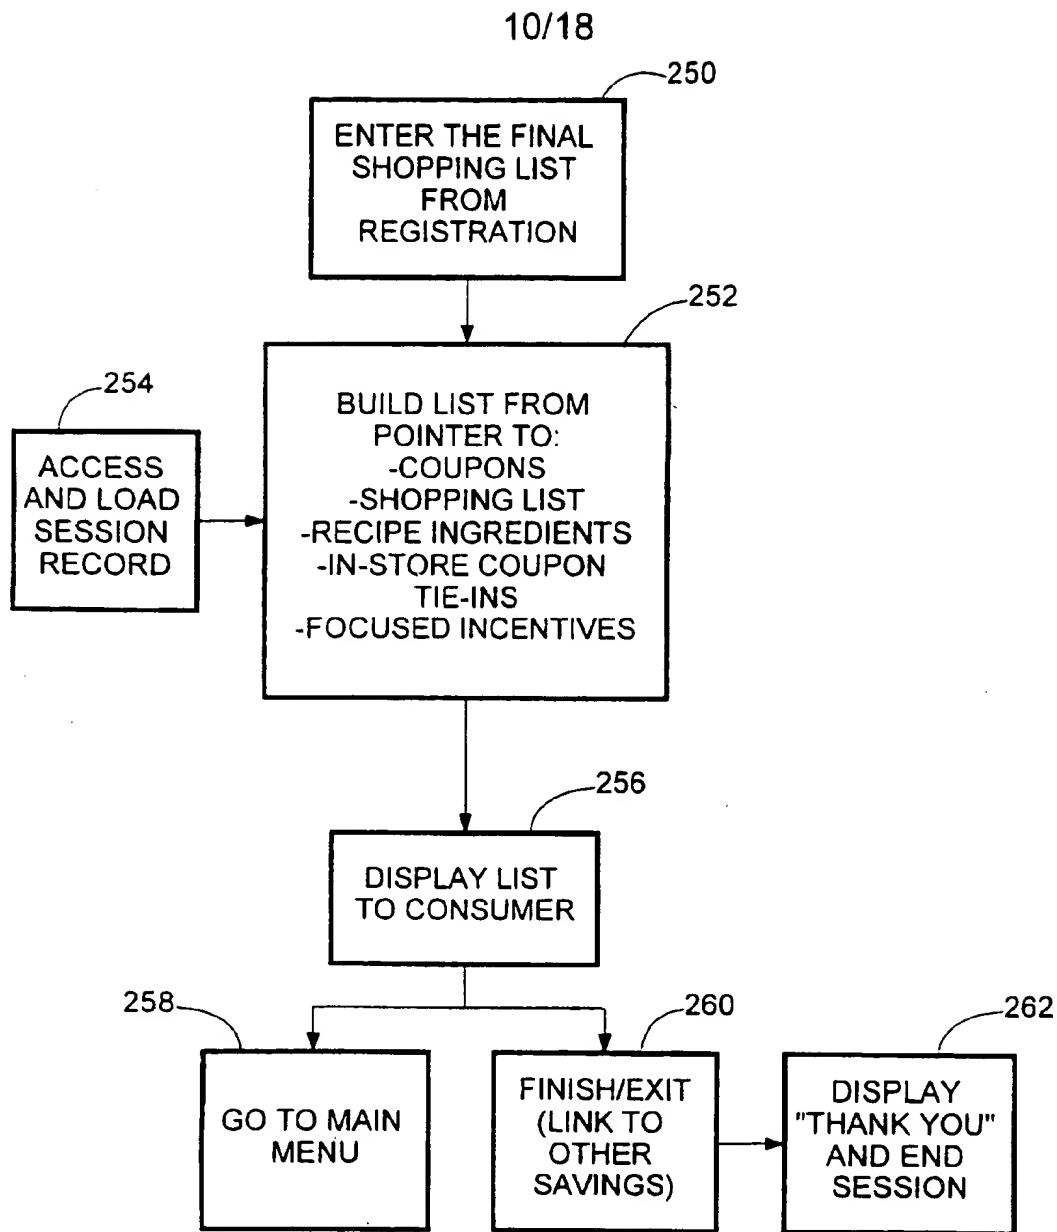 10/18
250
ENTER THE FINAL
SHOPPING LIST
FROM
REGISTRATION
252
BUILD LIST FROM
POINTER TO:
-COUPONS
-SHOPPING LIST
-RECIPE INGREDIENTS
-IN-STORE COUPON
TIE-INS
-FOCUSED INCENTIVES
254
ACCESS
AND LOAD
SESSION
RECORD
256
DISPLAY LIST
TO CONSUMER
258
GO TO MAIN
MENU
260
FINISH/EXIT
(LINK TO
OTHER
SAVINGS)
262
DISPLAY
"THANK YOU"
AND END
SESSION